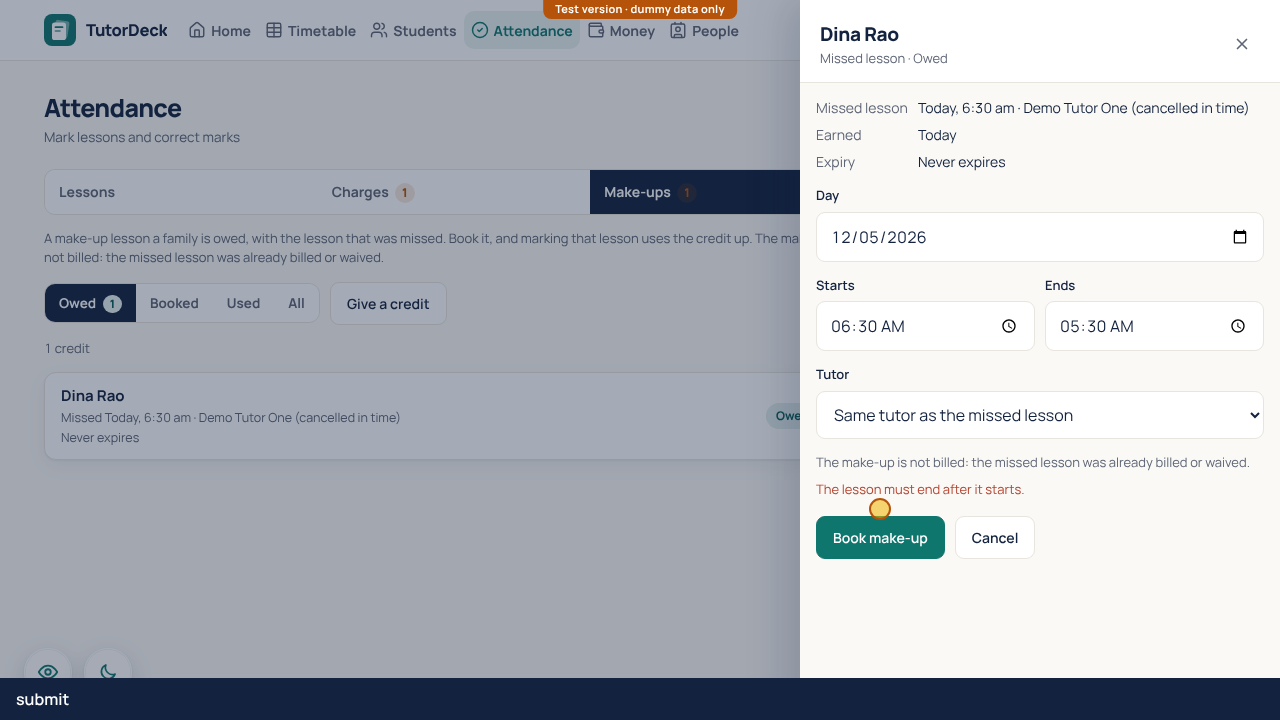 Test version · dummy data only
TutorDeck
Home
Timetable
Students
Attendance
Money
People
Attendance
Mark lessons and correct marks
Lessons
Charges 1
Make-ups 1
A make-up lesson a family is owed, with the lesson that was missed. Book it, and marking that lesson uses the credit up. The ma
not billed: the missed lesson was already billed or waived.
Owed 1
Booked
Used
All
Give a credit
1 credit
Dina Rao
Missed Today, 6:30 am · Demo Tutor One (cancelled in time)
Never expires
Owe
Dina Rao
Missed lesson · Owed
Missed lesson Today, 6:30 am · Demo Tutor One (cancelled in time)
Earned Today
Expiry Never expires
Day
12/05/2026
Starts
Ends
06:30 AM
05:30 AM
Tutor
Same tutor as the missed lesson
The make-up is not billed: the missed lesson was already billed or waived.
The lesson must end after it starts.
Book make-up
Cancel
submit